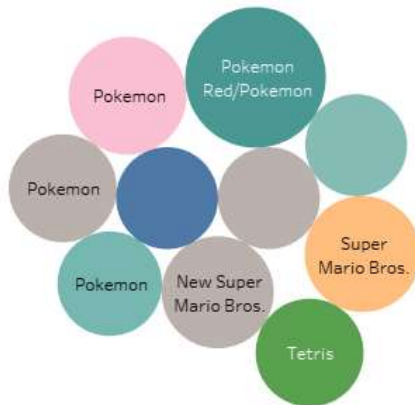 Pokemon
Red/Pokemon
Pokemon
Pokemon
Super
Mario Bros.
Pokemon
New Super
Mario Bros.
Tetris